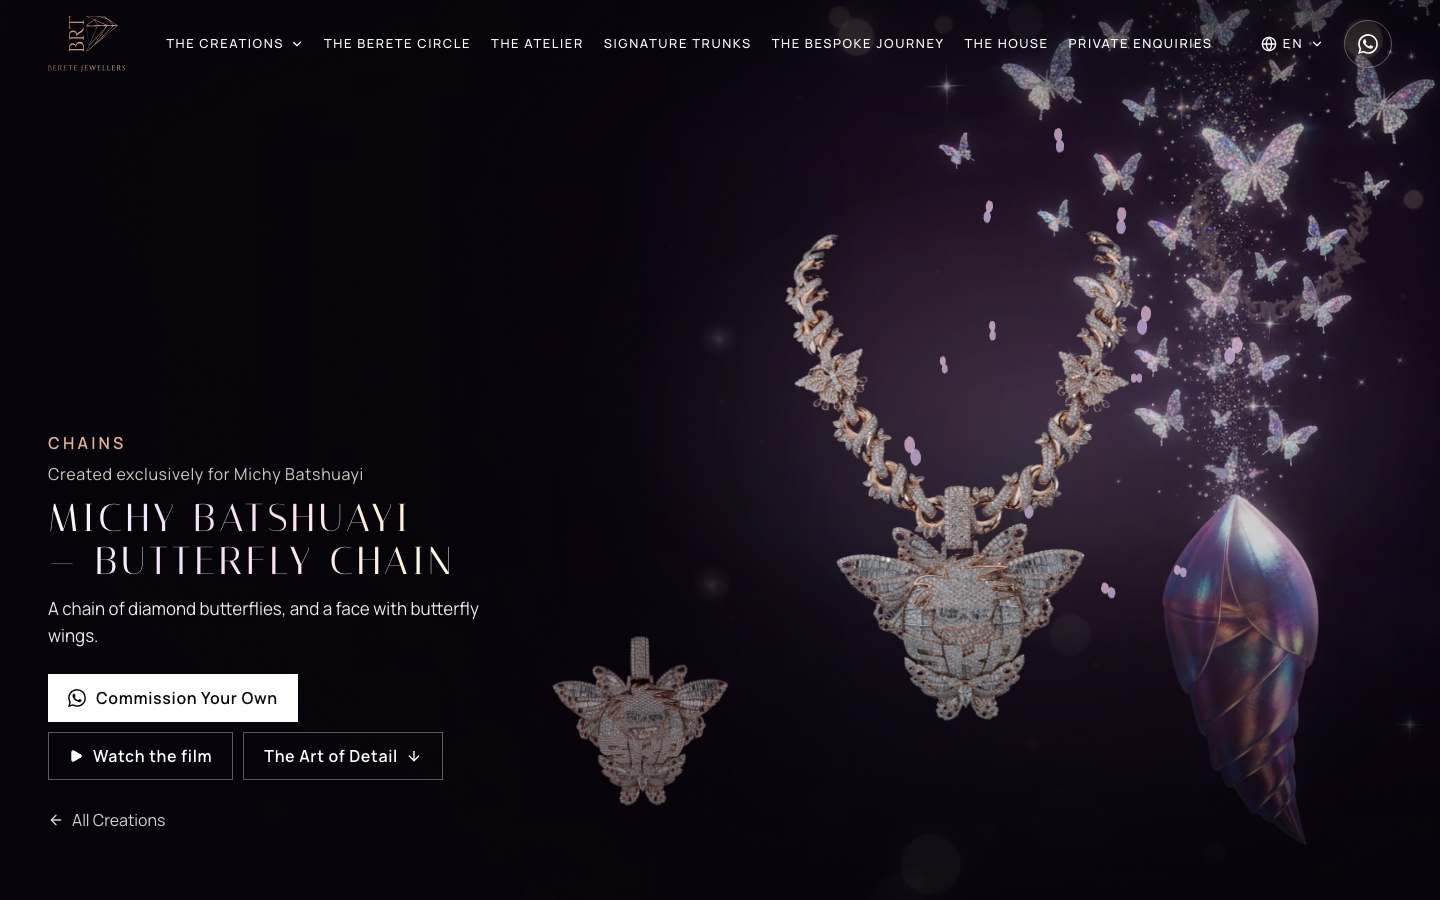 BRT
BERETE JEWELLERS
THE CREATIONS
THE BERETE CIRCLE
THE ATELIER
SIGNATURE TRUNKS
THE BESPOKE JOURNEY
THE HOUSE
PRIVATE ENQUIRIES
EN
CHAINS
Created exclusively for Michy Batshuayi
MICHY BATSHUAYI
— BUTTERFLY CHAIN
A chain of diamond butterflies, and a face with butterfly
wings.
Commission Your Own
Watch the film
The Art of Detail
All Creations